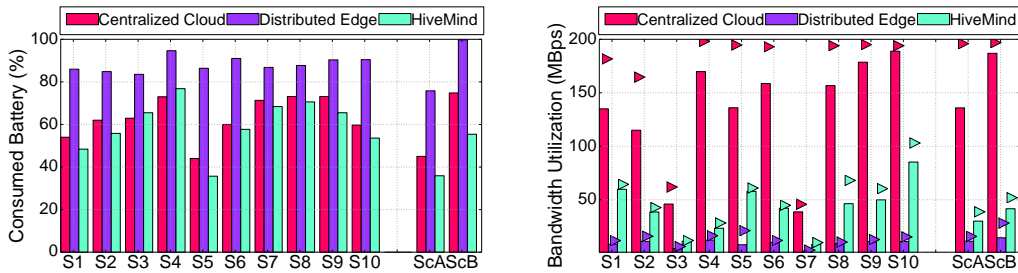 Centralized Cloud Distributed Edge HiveMind
Consumed Battery (%)
100
80
60
40
20
0
S1 S2 S3 S4 S5 S6 S7 S8 S9 S10 ScA ScB
Centralized Cloud Distributed Edge HiveMind
Bandwidth Utilization (MBps)
200
150
100
50
S1 S2 S3 S4 S5 S6 S7 S8 S9 S10 ScA ScB